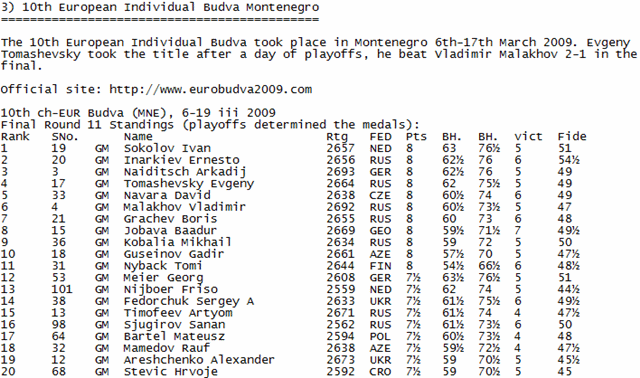 3) 10th European Individual Budva Montenegro
============================================
The 10th European Individual Budva took place in Montenegro 6th-17th March 2009. Evgeny
Tomashevsky took the title after a day of playoffs, he beat Vladimir Malakhov 2-1 in the
final.
Official site: http://www.eurobudva2009.com
10th ch-EUR Budva (MNE), 6-19 iii 2009
Final Round 11 Standings (playoffs determined the medals):
Rank SNo. Name Rtg FED Pts BH. BH. vict Fide
1 19 GM Sokolov Ivan 2657 NED 8 63 76½ 5 51
2 20 GM Inarkiev Ernesto 2656 RUS 8 62½ 76 6 54½
3 3 GM Naiditsch Arkadij 2693 GER 8 62½ 76 5 49
4 17 GM Tomashevsky Evgeny 2664 RUS 8 62 75½ 5 49
5 33 GM Navara David 2638 CZE 8 60½ 74 6 49
6 4 GM Malakhov Vladimir 2692 RUS 8 60½ 73½ 5 47
7 21 GM Grachev Boris 2655 RUS 8 60 73 6 48
8 15 GM Jobava Baadur 2669 GEO 8 59½ 71½ 7 49½
9 36 GM Kobalia Mikhail 2634 RUS 8 59 72 5 50
10 18 GM Guseinov Gadir 2661 AZE 8 57½ 70 5 47½
11 31 GM Nyback Tomi 2644 FIN 8 54½ 66½ 6 48½
12 53 GM Meier Georg 2608 GER 7½ 63½ 76½ 5 51
13 101 GM Nijboer Friso 2559 NED 7½ 62 74 5 44½
14 38 GM Fedorchuk Sergey A 2633 UKR 7½ 61½ 75½ 6 49½
15 13 GM Timofeev Artyom 2671 RUS 7½ 61½ 74 4 47½
16 98 GM Sjugirov Sanan 2562 RUS 7½ 61½ 73½ 6 50
17 64 GM Bartel Mateusz 2594 POL 7½ 60½ 73½ 4 48
18 32 GM Mamedov Rauf 2638 AZE 7½ 59½ 72½ 4 47½
19 12 GM Areshchenko Alexander 2673 UKR 7½ 59 70½ 5 45½
20 68 GM Stevic Hrvoje 2592 CRO 7½ 59 70½ 5 45